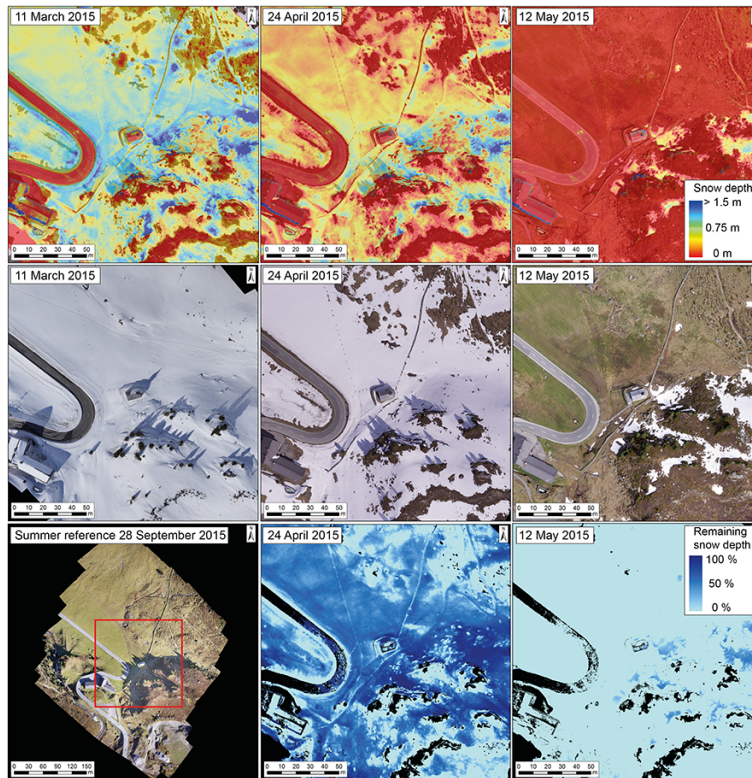 11 March 2015
24 April 2015
12 May 2015
Snow depth
> 1.5 m
0.75 m
0 m
0 10 20 30 40 50
m
0 10 20 30 40 50
m
0 10 20 30 40 50
m
11 March 2015
24 April 2015
12 May 2015
0 10 20 30 40 50
m
0 10 20 30 40 50
m
0 10 20 30 40 50
m
Summer reference 28 September 2015
24 April 2015
12 May 2015
Remaining
snow depth
100 %
50 %
0 %
0 30 60 90 120 150
m
0 10 20 30 40 50
m
0 10 20 30 40 50
m